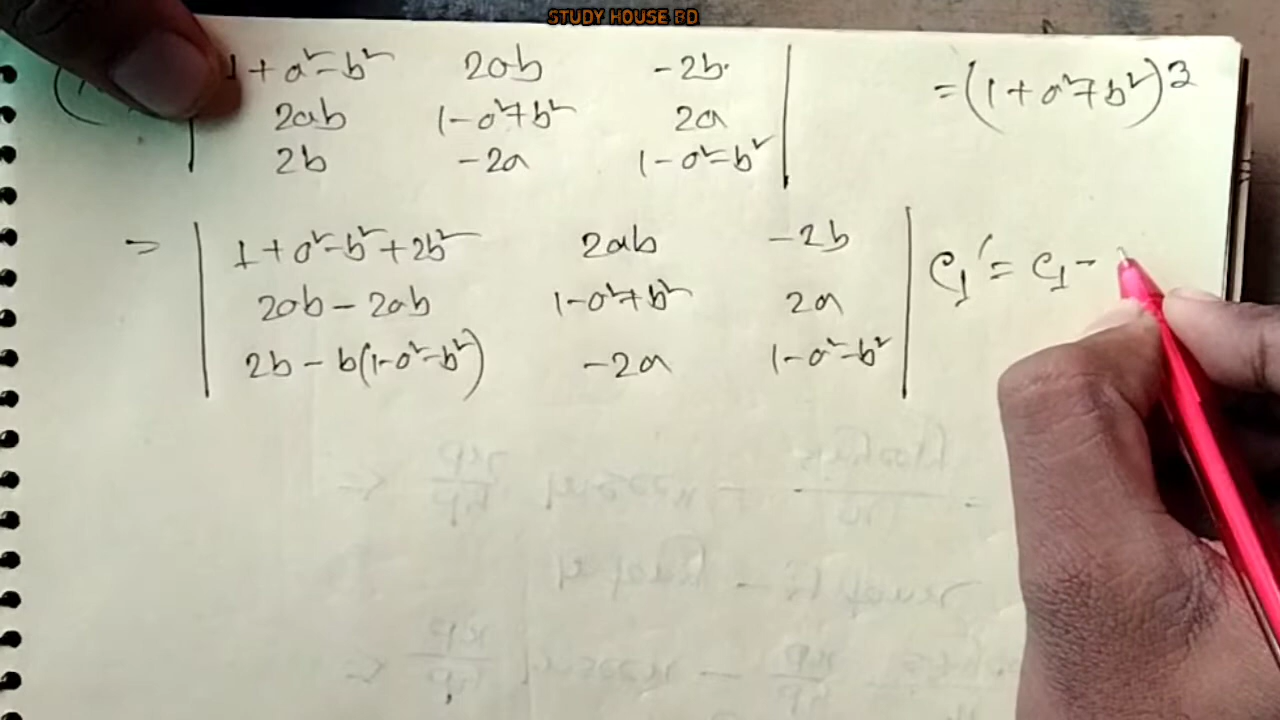 STUDY HOUSE BD
1 + a² - b² 2ab -2b = (1 + a² + b²)³
2ab 1 - a² + b² 2a
2b -2a 1 - a² - b²
= 1 + a² - b² + 2b² 2ab -2b C₁′ = C₁ -
2ab - 2ab 1 - a² + b² 2a
2b - b(1 - a² - b²) -2a 1 - a² - b²